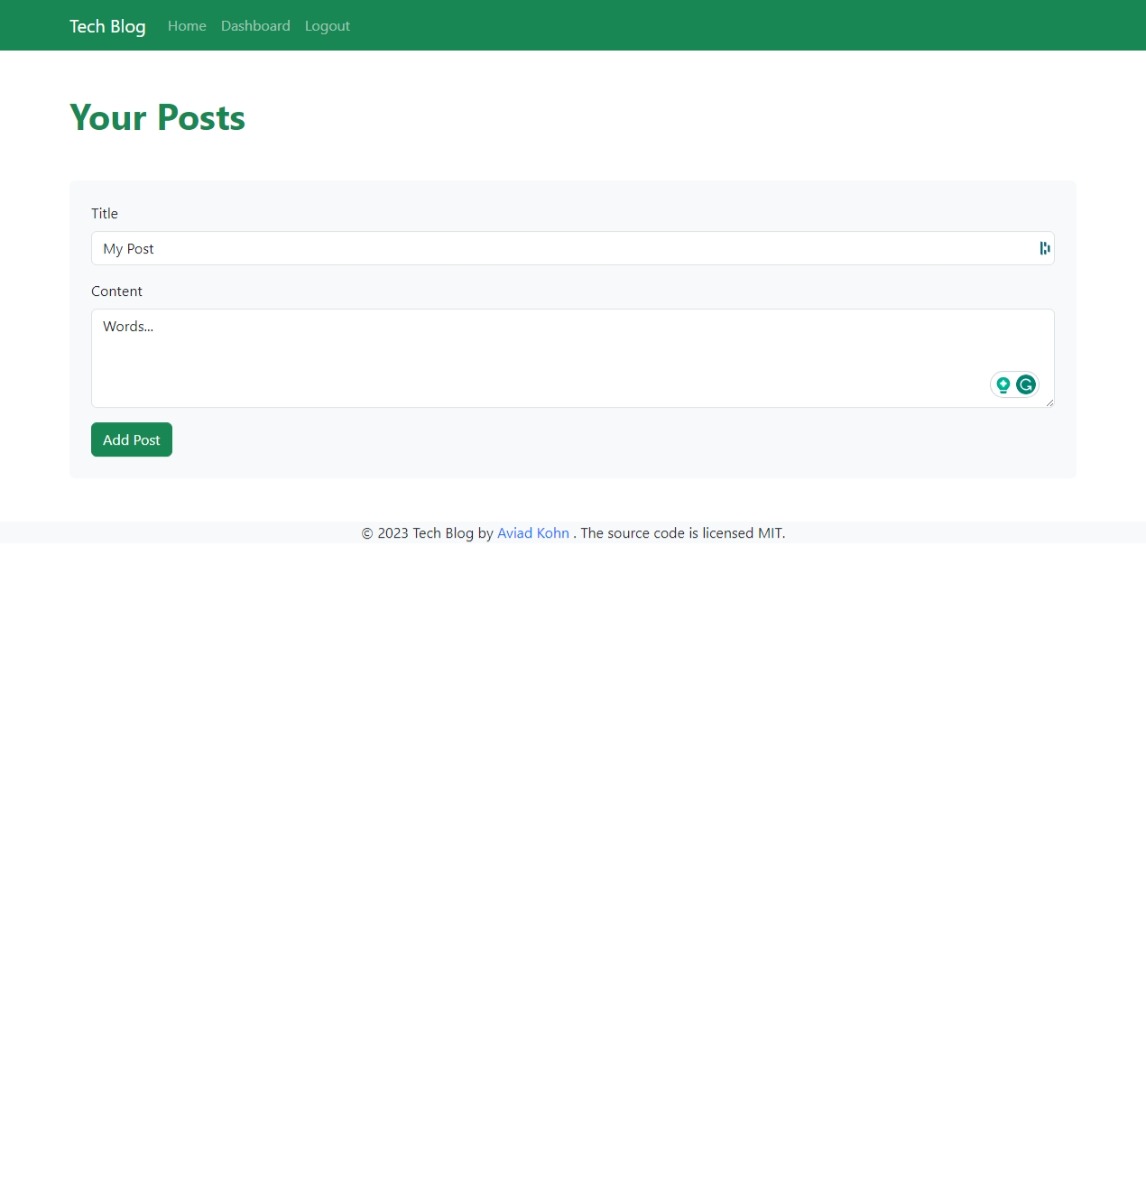 Tech Blog Home Dashboard Logout
Your Posts
Title
My Post
Content
Words...
Add Post
© 2023 Tech Blog by Aviad Kohn . The source code is licensed MIT.